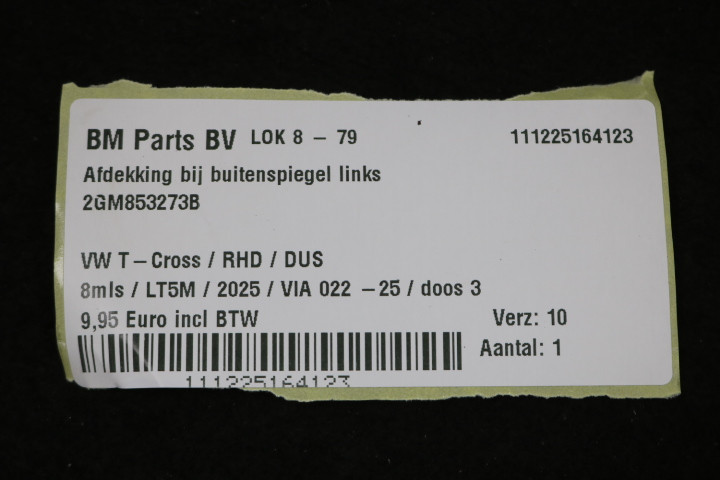 BM Parts BV LOK 8 - 79 111225164123
Afdekking bij buitenspiegel links
2GM853273B
VW T-Cross / RHD / DUS
8mls / LT5M / 2025 / VIA 022 -25 / doos 3
9,95 Euro incl BTW Verz: 10
Aantal: 1
111225164123